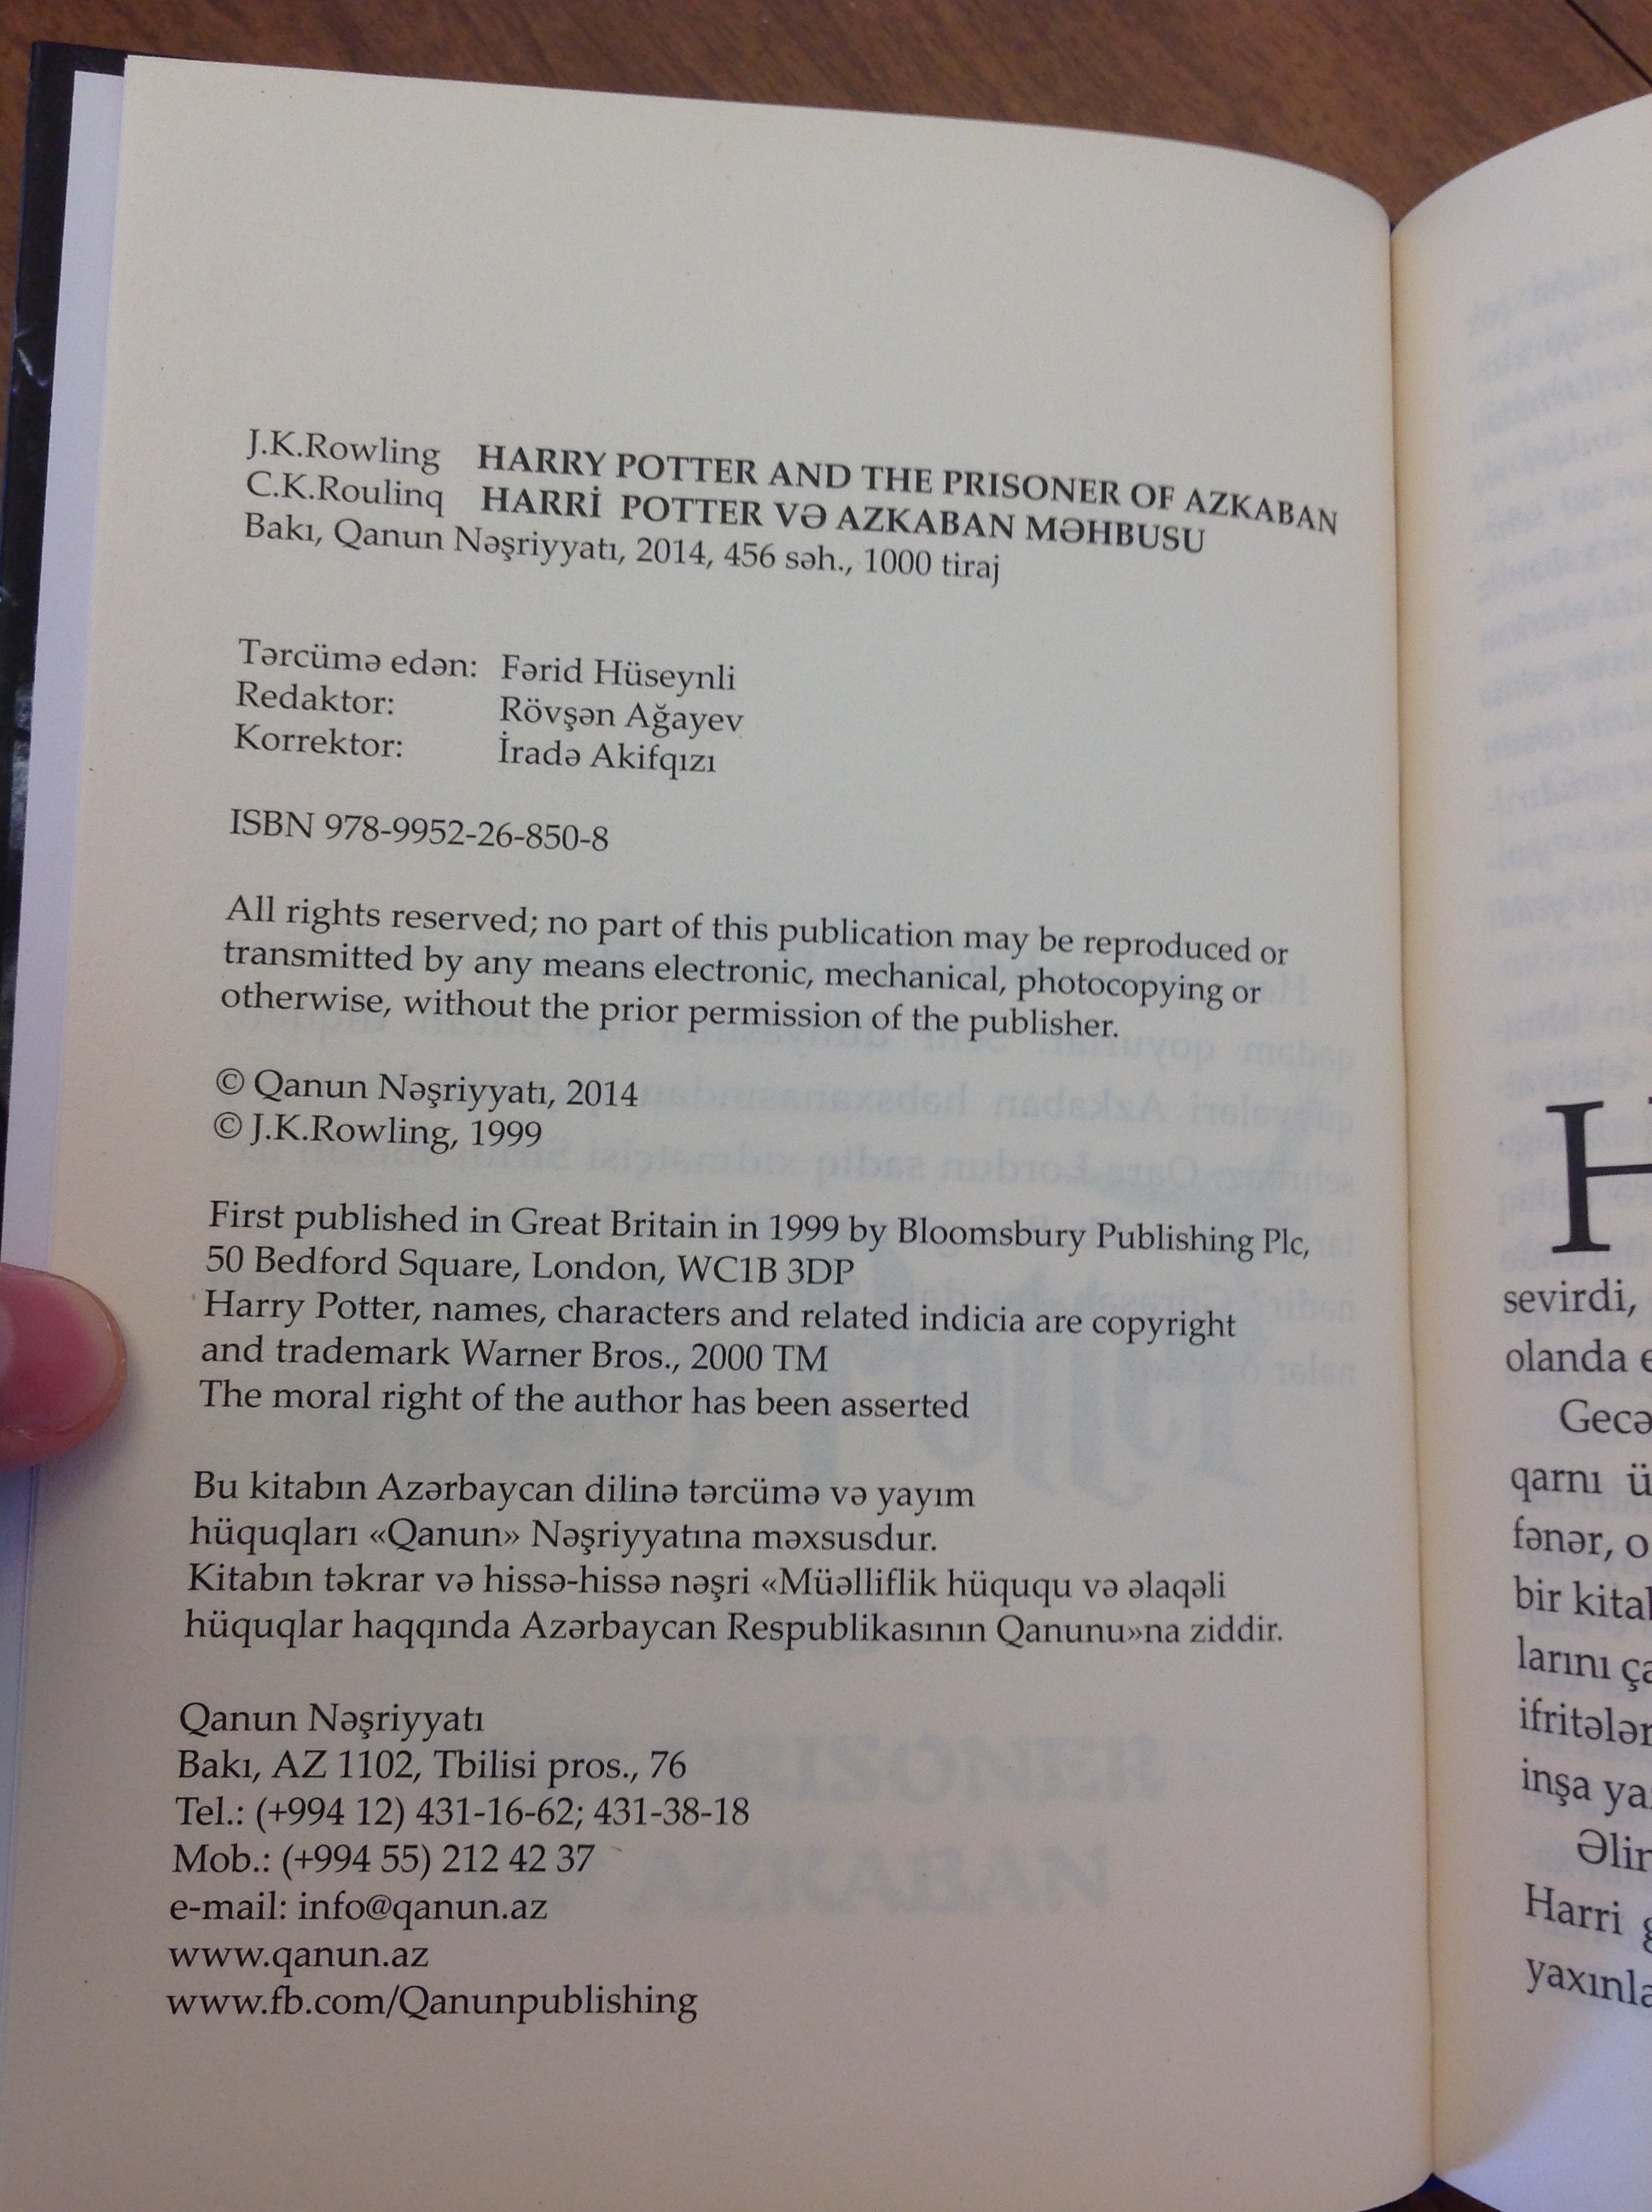 J.K.Rowling HARRY POTTER AND THE PRISONER OF AZKABAN
C.K.Roulinq HARRİ POTTER VƏ AZKABAN MƏHBUSU
Bakı, Qanun Nəşriyyatı, 2014, 456 səh., 1000 tiraj
Tərcümə edən: Fərid Hüseynli
Redaktor: Rövşən Ağayev
Korrektor: İradə Akifqızı
ISBN 978-9952-26-850-8
All rights reserved; no part of this publication may be reproduced or
transmitted by any means electronic, mechanical, photocopying or
otherwise, without the prior permission of the publisher.
© Qanun Nəşriyyatı, 2014
© J.K.Rowling, 1999
First published in Great Britain in 1999 by Bloomsbury Publishing Plc,
50 Bedford Square, London, WC1B 3DP
Harry Potter, names, characters and related indicia are copyright
and trademark Warner Bros., 2000 TM
The moral right of the author has been asserted
Bu kitabın Azərbaycan dilinə tərcümə və yayım
hüquqları «Qanun» Nəşriyyatına məxsusdur.
Kitabın təkrar və hissə-hissə nəşri «Müəlliflik hüququ və əlaqəli
hüquqlar haqqında Azərbaycan Respublikasının Qanunu»na ziddir.
Qanun Nəşriyyatı
Bakı, AZ 1102, Tbilisi pros., 76
Tel.: (+994 12) 431-16-62; 431-38-18
Mob.: (+994 55) 212 42 37
e-mail: info@qanun.az
www.qanun.az
www.fb.com/Qanunpublishing
H
sevirdi,
olanda
Gecə
qarnı
fənər,
bir
larını
ifritələr
inşa
Harri